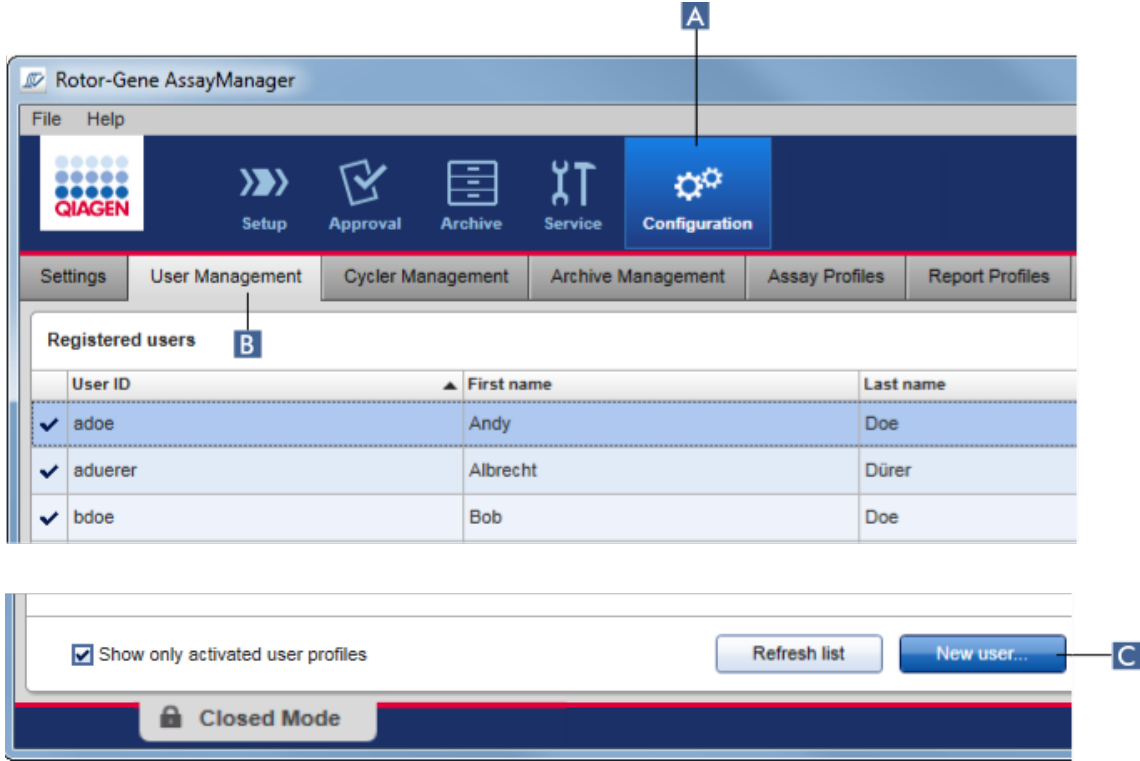 A
Rotor-Gene AssayManager
File Help
QIAGEN
Setup Approval Archive Service Configuration
Settings User Management Cycler Management Archive Management Assay Profiles Report Profiles
Registered users
B
User ID First name Last name
adoe Andy Doe
aduerer Albrecht Dürer
bdoe Bob Doe
Show only activated user profiles Refresh list New user... C
Closed Mode